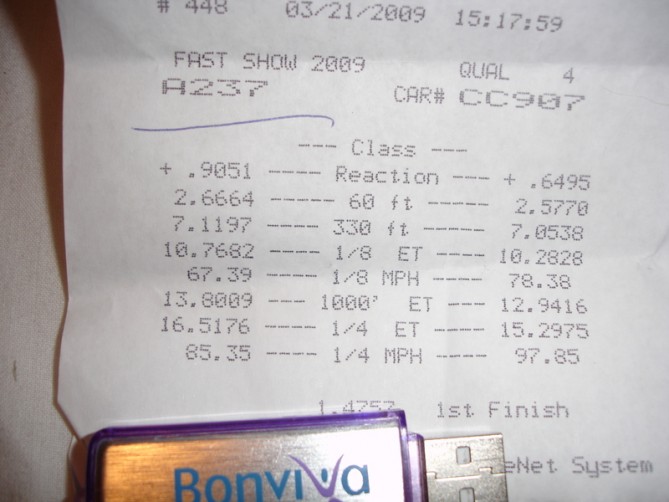 # 448 03/21/2009 15:17:59
FAST SHOW 2009 QUAL 4
A237 CAR# CC907
--- Class ---
+ .9051 ---- Reaction --- + .6495
2.6664 ----- 60 ft ---- 2.5770
7.1197 ---- 330 ft ---- 7.0538
10.7682 ---- 1/8 ET ---- 10.2828
67.39 ---- 1/8 MPH ---- 78.38
13.8009 --- 1000' ET ---- 12.9416
16.5176 ---- 1/4 ET ---- 15.2975
85.35 ---- 1/4 MPH ---- 97.85
1.4757 1st Finish
eNet System
Bonviva